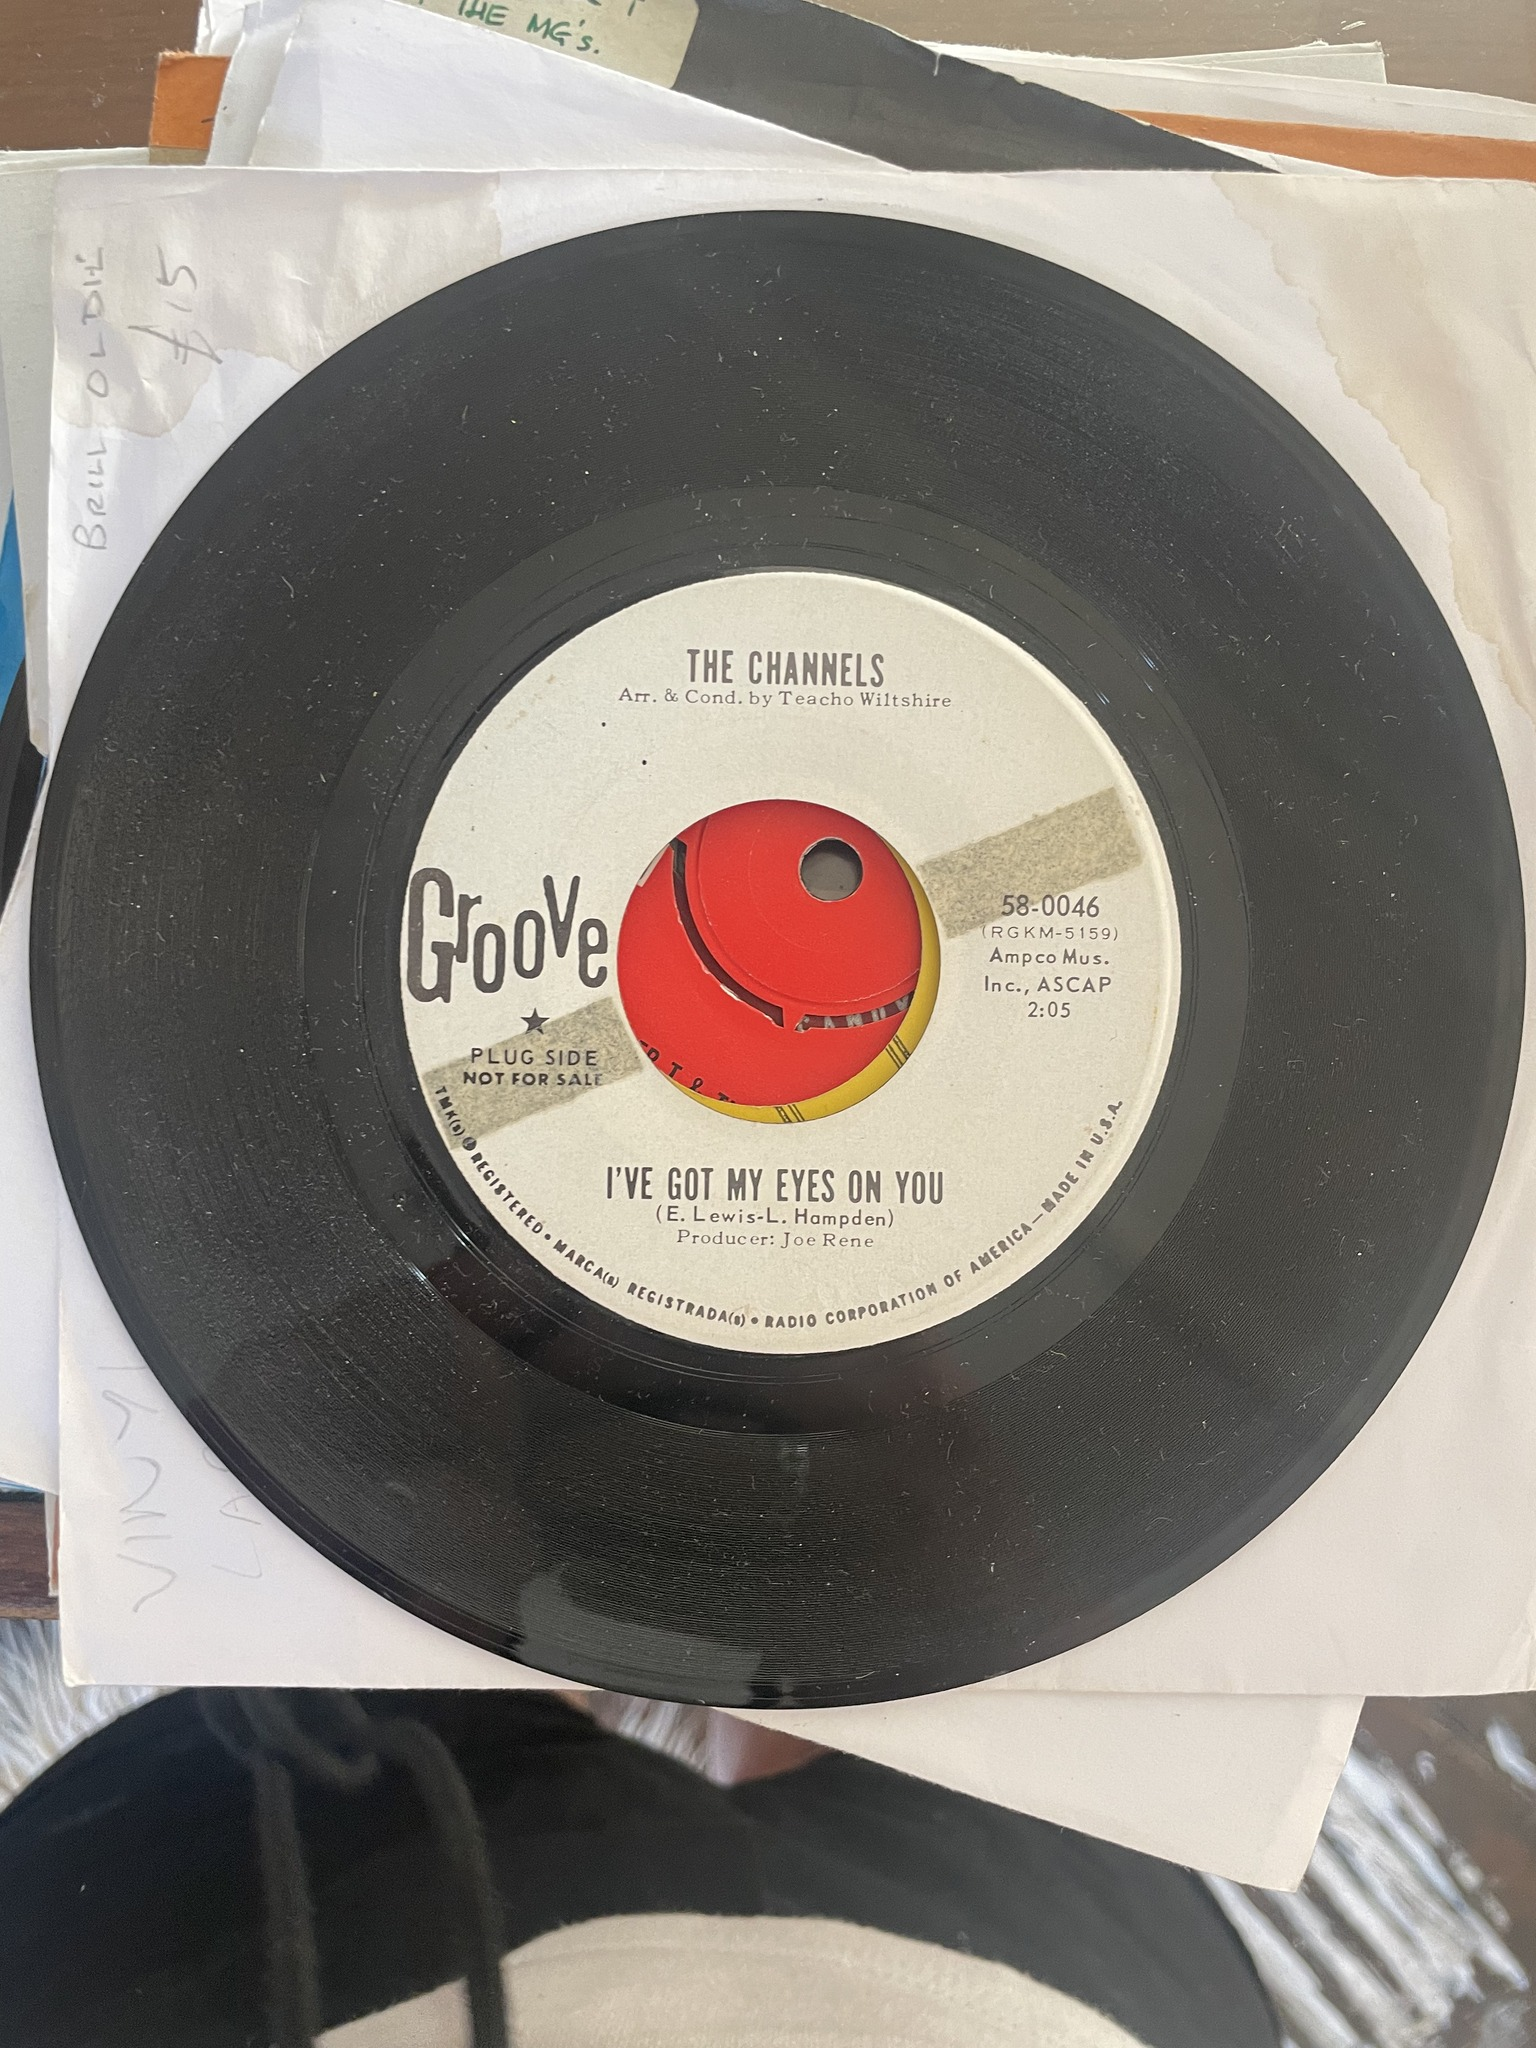 THE MG's.
BRILL OLDIE
£15
THE CHANNELS
Arr. & Cond. by Teacho Wiltshire
GROOVE
58-0046
(RGKM-5159)
Ampco Mus.
Inc., ASCAP
2:05
PLUG SIDE
NOT FOR SALE
I'VE GOT MY EYES ON YOU
(E. Lewis-L. Hampden)
Producer: Joe Rene
TMK(s) ® REGISTERED • MARCA(s) REGISTRADA(s) • RADIO CORPORATION OF AMERICA—MADE IN U.S.A.
VINYL